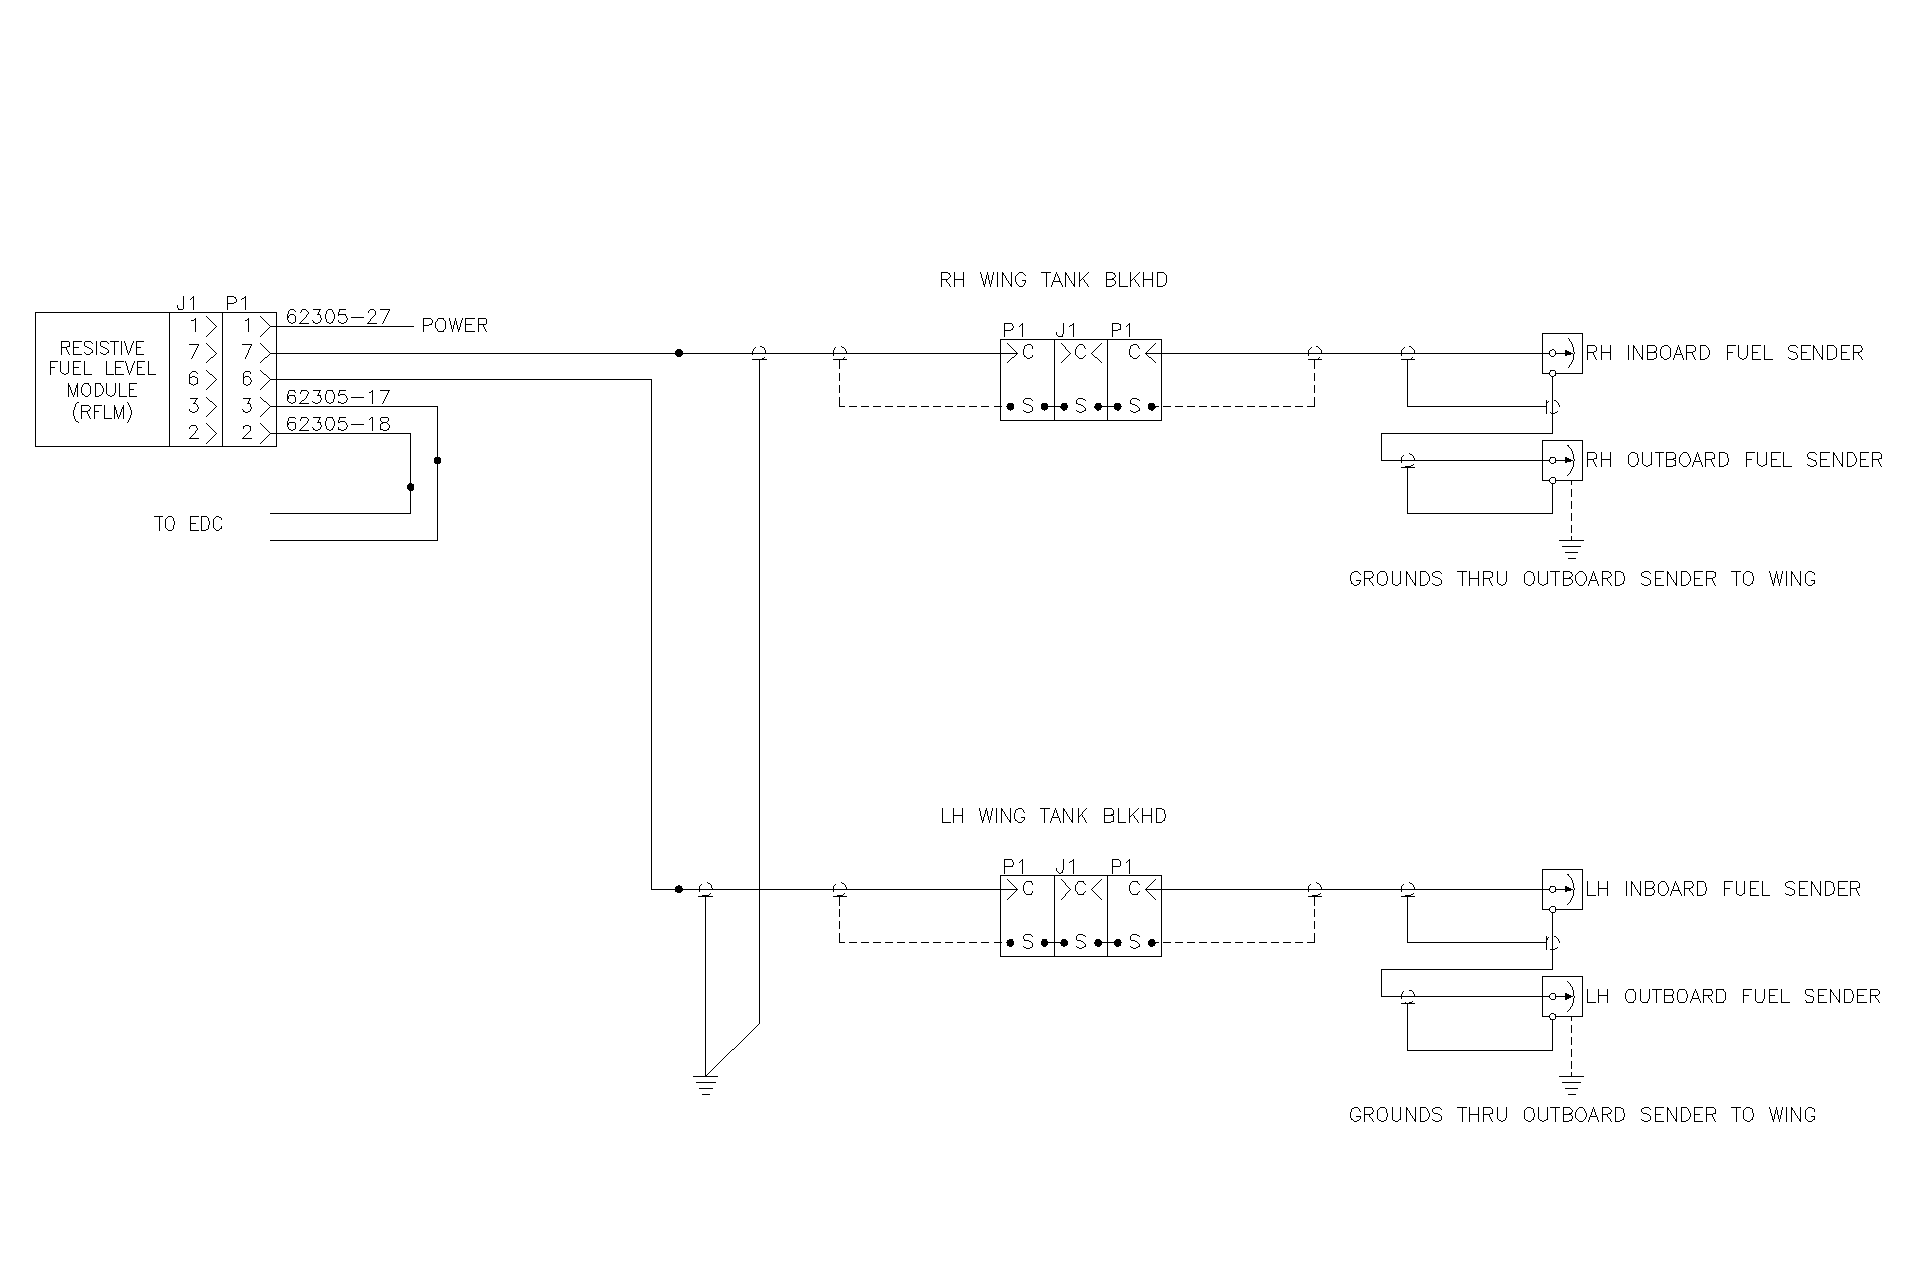 RH WING TANK BLKHD
J1 P1
62305-27
1 1
POWER
RESISTIVE
FUEL LEVEL
MODULE
(RFLM)
7 7
6 6
62305-17
3 3
62305-18
2 2
TO EDC
P1 J1 P1
C C C
S S S
RH INBOARD FUEL SENDER
RH OUTBOARD FUEL SENDER
GROUNDS THRU OUTBOARD SENDER TO WING
LH WING TANK BLKHD
P1 J1 P1
C C C
S S S
LH INBOARD FUEL SENDER
LH OUTBOARD FUEL SENDER
GROUNDS THRU OUTBOARD SENDER TO WING